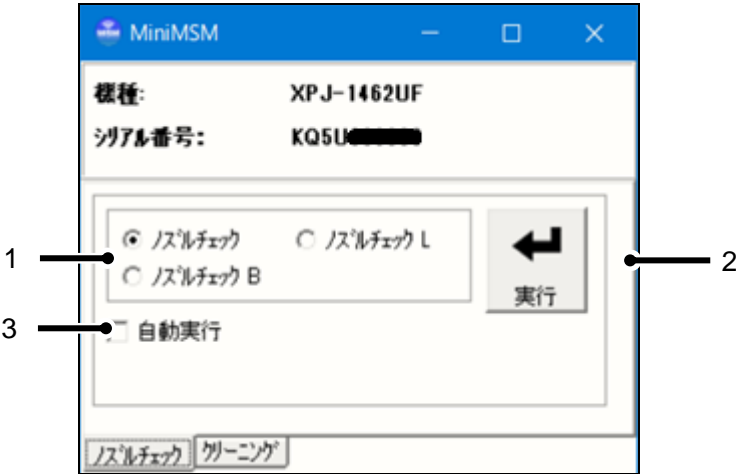 MiniMSM
機種: XPJ-1462UF
ｼﾘｱﾙ番号: KQ5U
1
ﾉｽﾞﾙﾁｪｯｸ ﾉｽﾞﾙﾁｪｯｸ L
ﾉｽﾞﾙﾁｪｯｸ B
実行
2
3
自動実行
ﾉｽﾞﾙﾁｪｯｸ ｸﾘｰﾆﾝｸﾞ